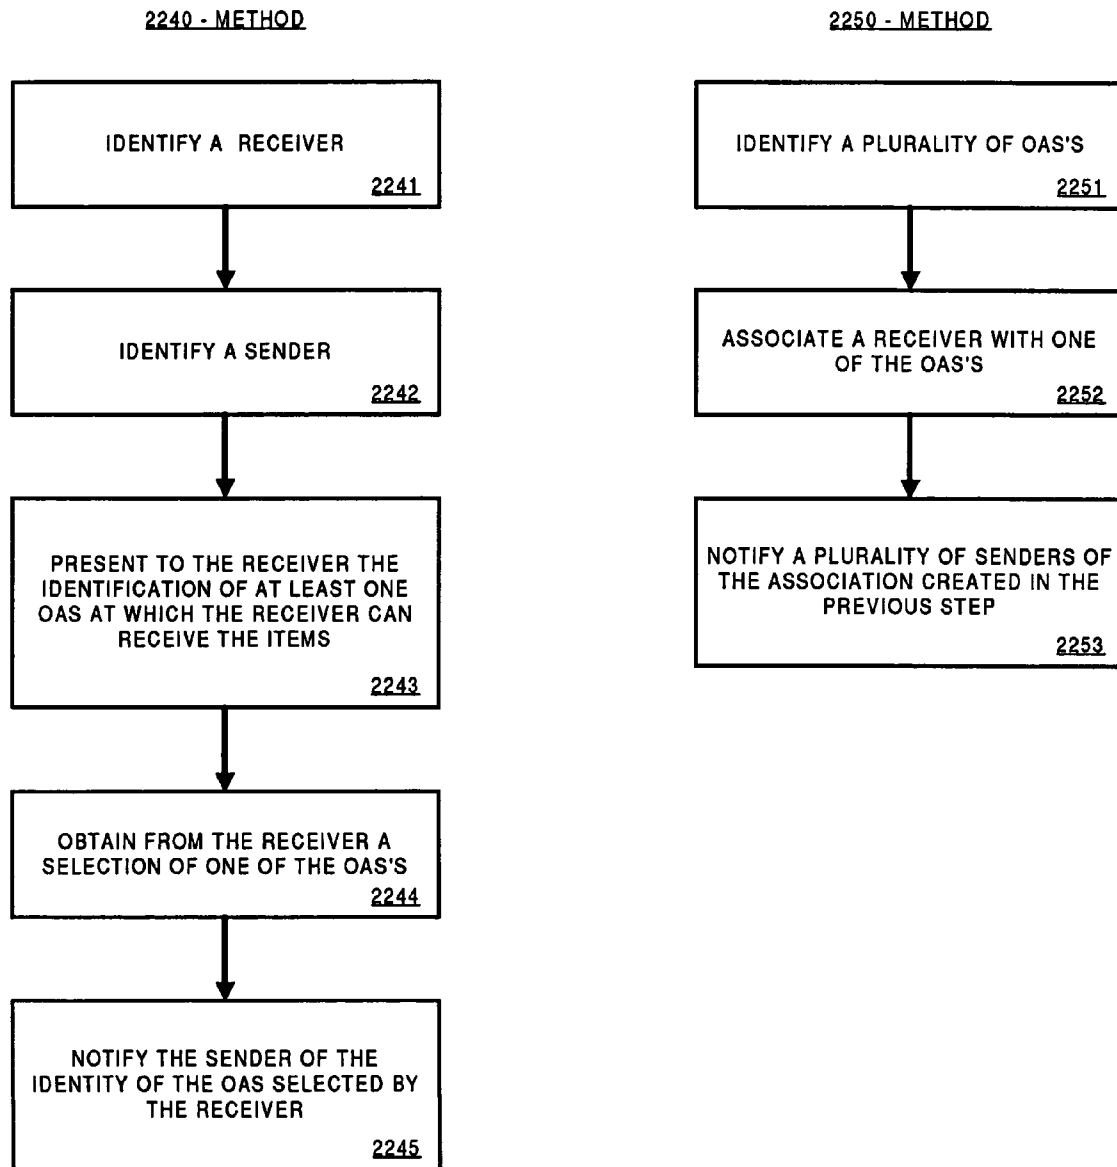 2240 - METHOD
IDENTIFY A RECEIVER
2241
IDENTIFY A SENDER
2242
PRESENT TO THE RECEIVER THE
IDENTIFICATION OF AT LEAST ONE
OAS AT WHICH THE RECEIVER CAN
RECEIVE THE ITEMS
2243
OBTAIN FROM THE RECEIVER A
SELECTION OF ONE OF THE OAS'S
2244
NOTIFY THE SENDER OF THE
IDENTITY OF THE OAS SELECTED BY
THE RECEIVER
2245
2250 - METHOD
IDENTIFY A PLURALITY OF OAS'S
2251
ASSOCIATE A RECEIVER WITH ONE
OF THE OAS'S
2252
NOTIFY A PLURALITY OF SENDERS OF
THE ASSOCIATION CREATED IN THE
PREVIOUS STEP
2253